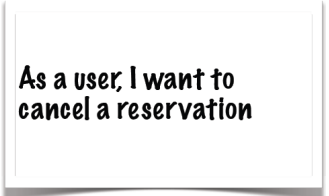 As a user, I want to
cancel a reservation